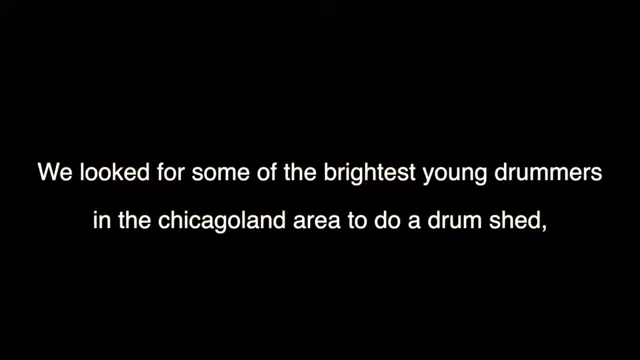 We looked for some of the brightest young drummers
in the chicagoland area to do a drum shed,